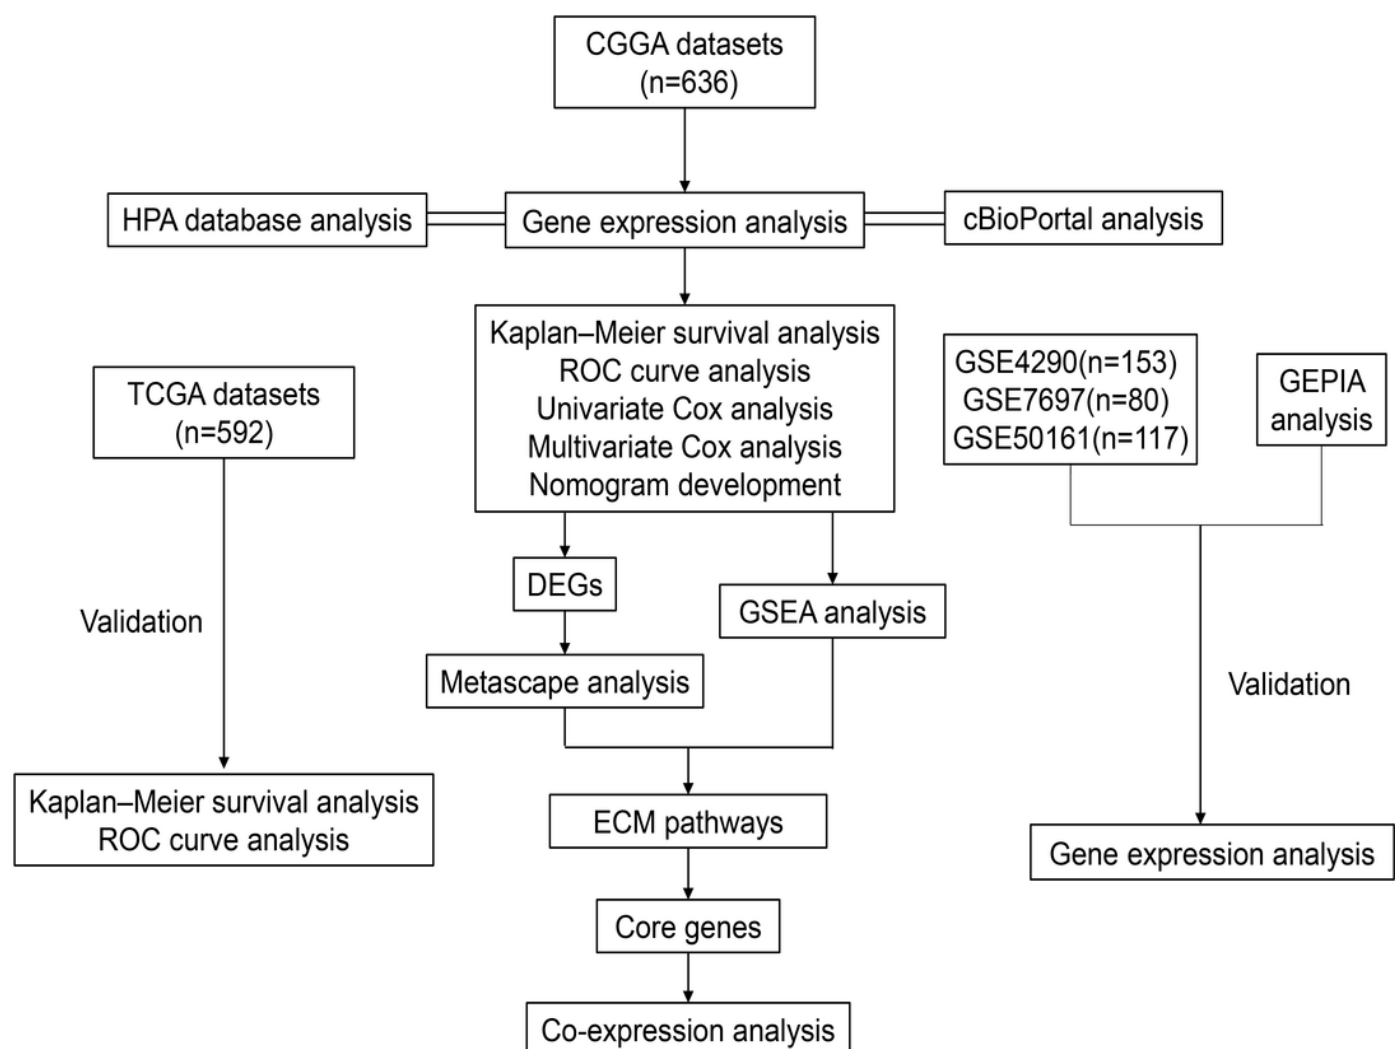 CGGA datasets
(n=636)
HPA database analysis
Gene expression analysis
cBioPortal analysis
Kaplan–Meier survival analysis
ROC curve analysis
Univariate Cox analysis
Multivariate Cox analysis
Nomogram development
TCGA datasets
(n=592)
GSE4290(n=153)
GSE7697(n=80)
GSE50161(n=117)
GEPIA
analysis
DEGs
GSEA analysis
Validation
Metascape analysis
Validation
Kaplan–Meier survival analysis
ROC curve analysis
ECM pathways
Gene expression analysis
Core genes
Co-expression analysis